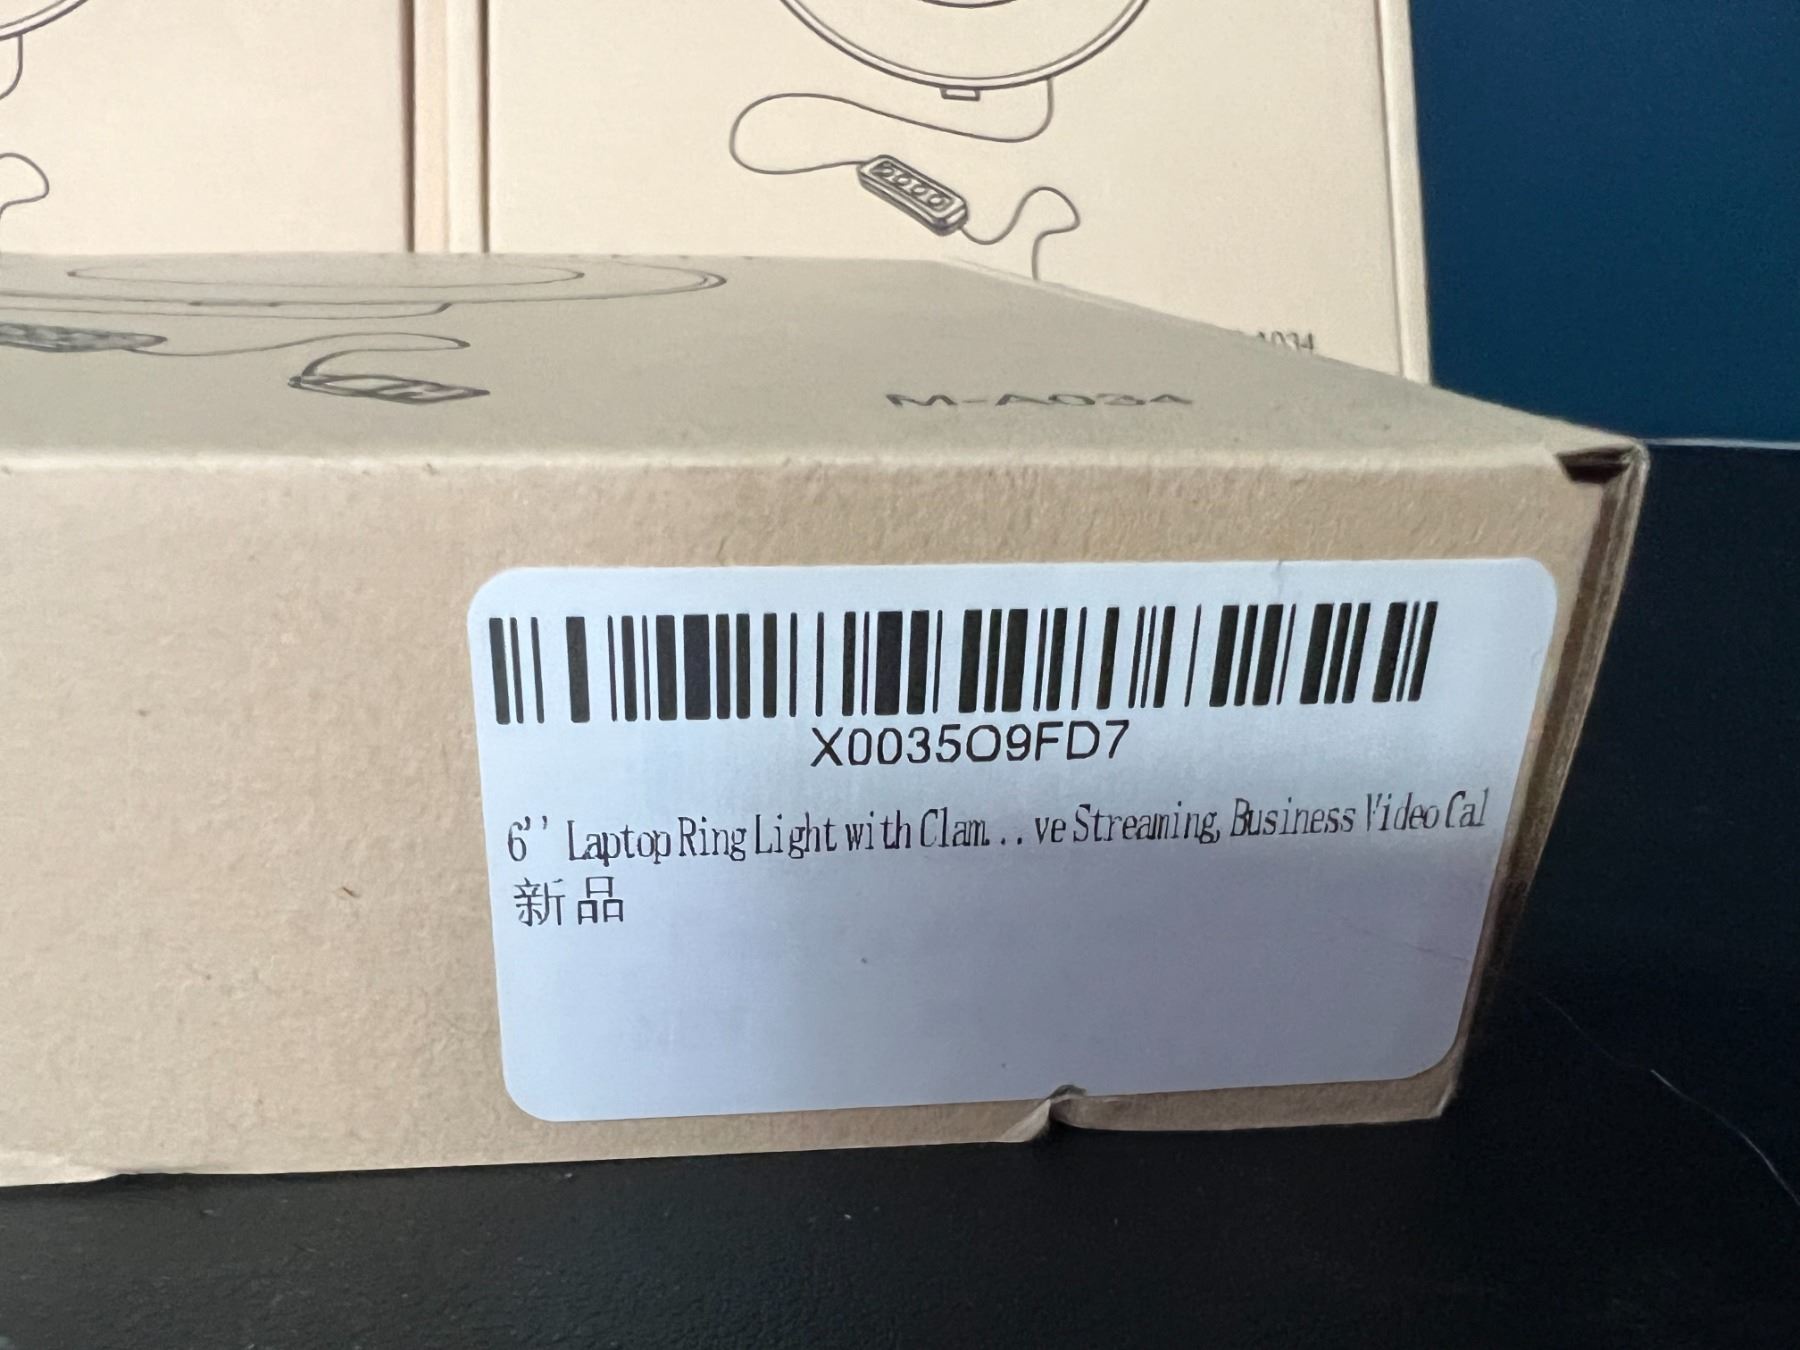 M-A034
X0035O9FD7
6'' Laptop Ring Light with Clam... ve Streaming, Business Video Cal
新品